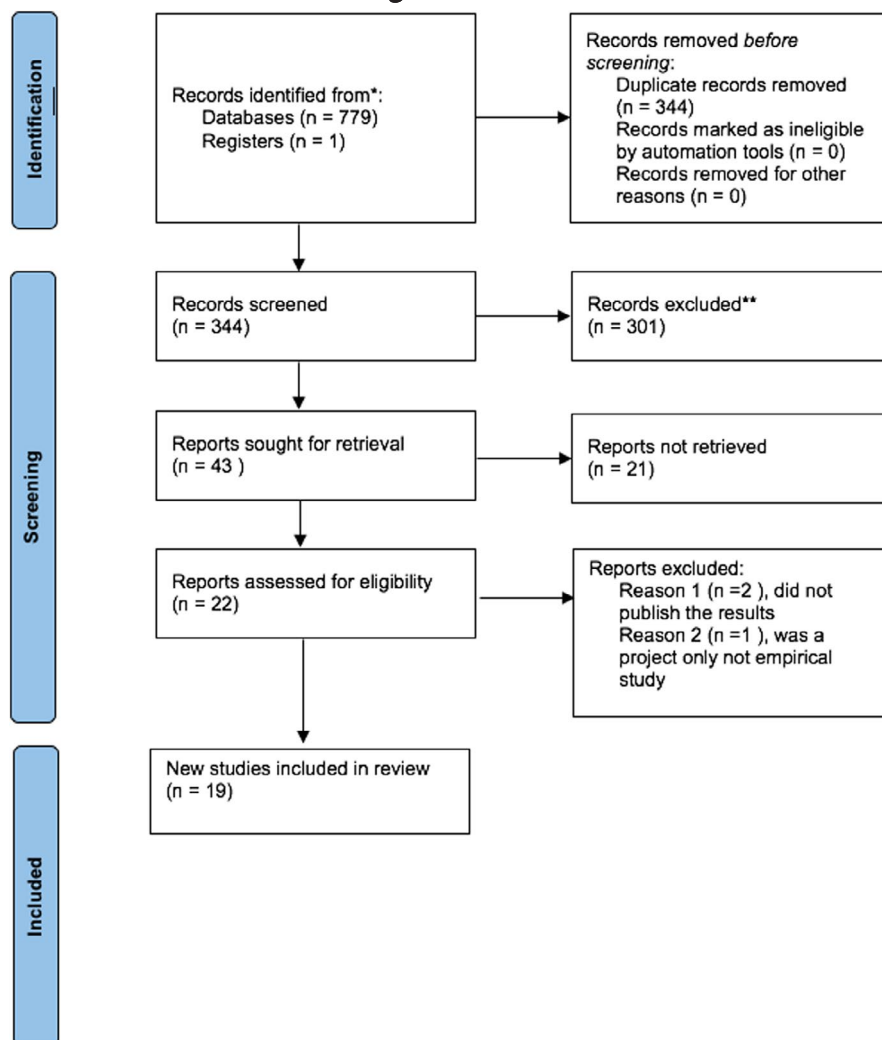 Identification
Records identified from*:
Databases (n = 779)
Registers (n = 1)
Records removed before
screening:
Duplicate records removed
(n = 344)
Records marked as ineligible
by automation tools (n = 0)
Records removed for other
reasons (n = 0)
Screening
Records screened
(n = 344)
Records excluded**
(n = 301)
Reports sought for retrieval
(n = 43 )
Reports not retrieved
(n = 21)
Reports assessed for eligibility
(n = 22)
Reports excluded:
Reason 1 (n =2 ), did not
publish the results
Reason 2 (n =1 ), was a
project only not empirical
study
Included
New studies included in review
(n = 19)